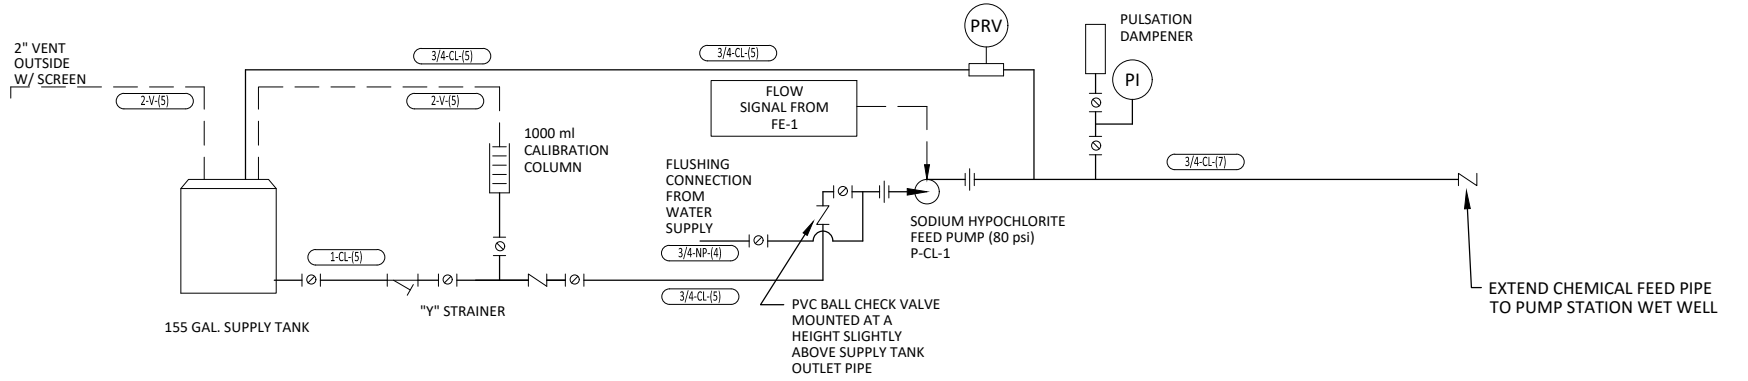 2" VENT
OUTSIDE
W/ SCREEN
2-V-(5)
3/4-CL-(5)
2-V-(5)
3/4-CL-(5)
1000 ml
CALIBRATION
COLUMN
FLOW
SIGNAL FROM
FE-1
PRV
PULSATION
DAMPENER
PI
3/4-CL-(7)
FLUSHING
CONNECTION
FROM
WATER
SUPPLY
3/4-NP-(4)
SODIUM HYPOCHLORITE
FEED PUMP (80 psi)
P-CL-1
1-CL-(5)
"Y" STRAINER
3/4-CL-(5)
155 GAL. SUPPLY TANK
PVC BALL CHECK VALVE
MOUNTED AT A
HEIGHT SLIGHTLY
ABOVE SUPPLY TANK
OUTLET PIPE
EXTEND CHEMICAL FEED PIPE
TO PUMP STATION WET WELL